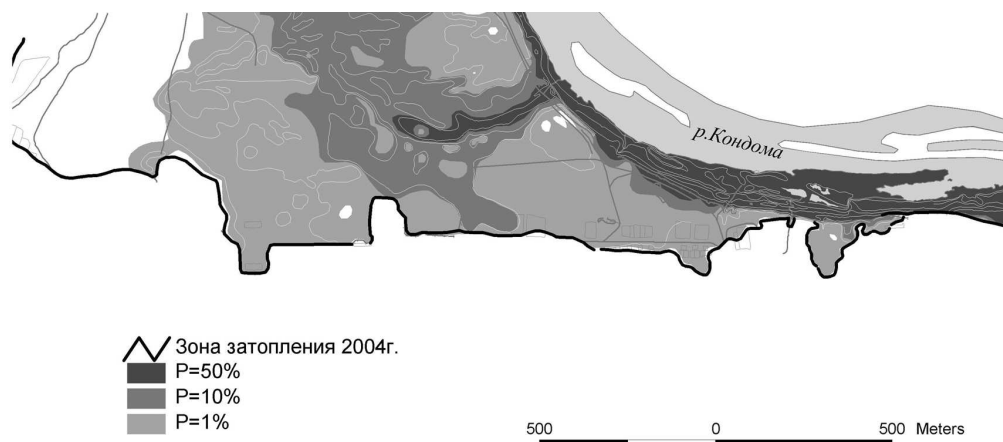 р.Кондома
Зона затопления 2004г.
P=50%
P=10%
P=1%
500 0 500 Meters